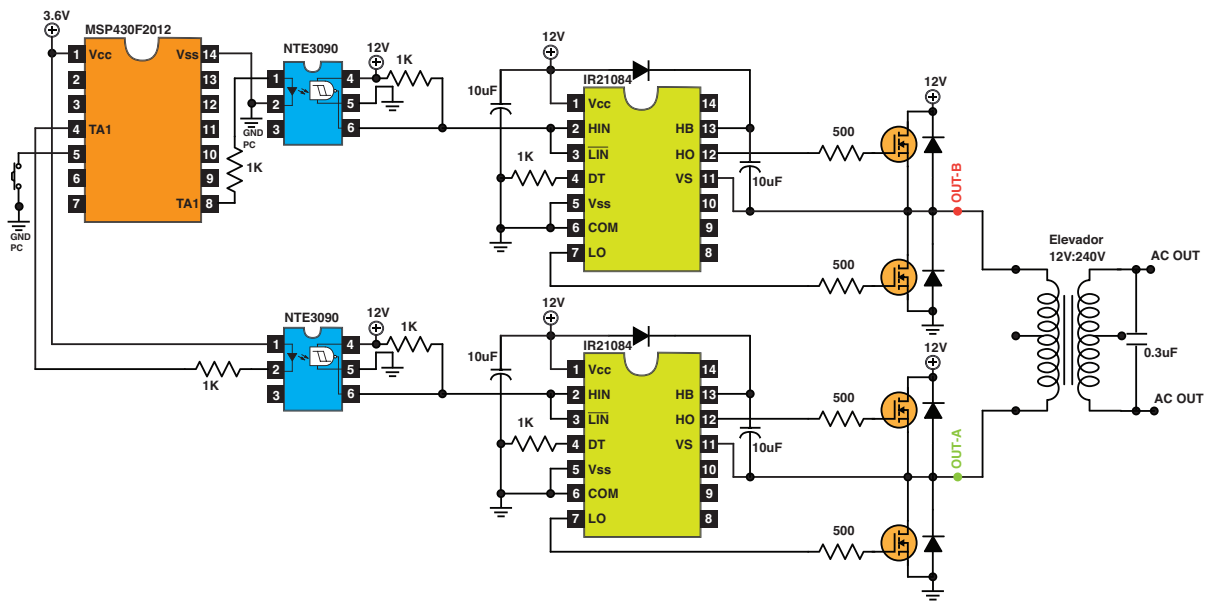 3.6V
MSP430F2012
1 Vcc Vss 14
2 13
3 12
4 TA1 11
5 10
6 9
7 TA1 8
GND
PC
GND
PC
1K
NTE3090
1 4
2 5
3 6
12V
1K
12V
10uF
IR21084
1 Vcc 14
2 HIN HB 13
3 LIN HO 12
4 DT VS 11
5 Vss 10
6 COM 9
7 LO 8
1K
10uF
500
500
12V
OUT-B
Elevador
12V:240V
AC OUT
0.3uF
AC OUT
1K
NTE3090
1 4
2 5
3 6
12V
1K
12V
10uF
IR21084
1 Vcc 14
2 HIN HB 13
3 LIN HO 12
4 DT VS 11
5 Vss 10
6 COM 9
7 LO 8
1K
10uF
500
500
12V
OUT-A